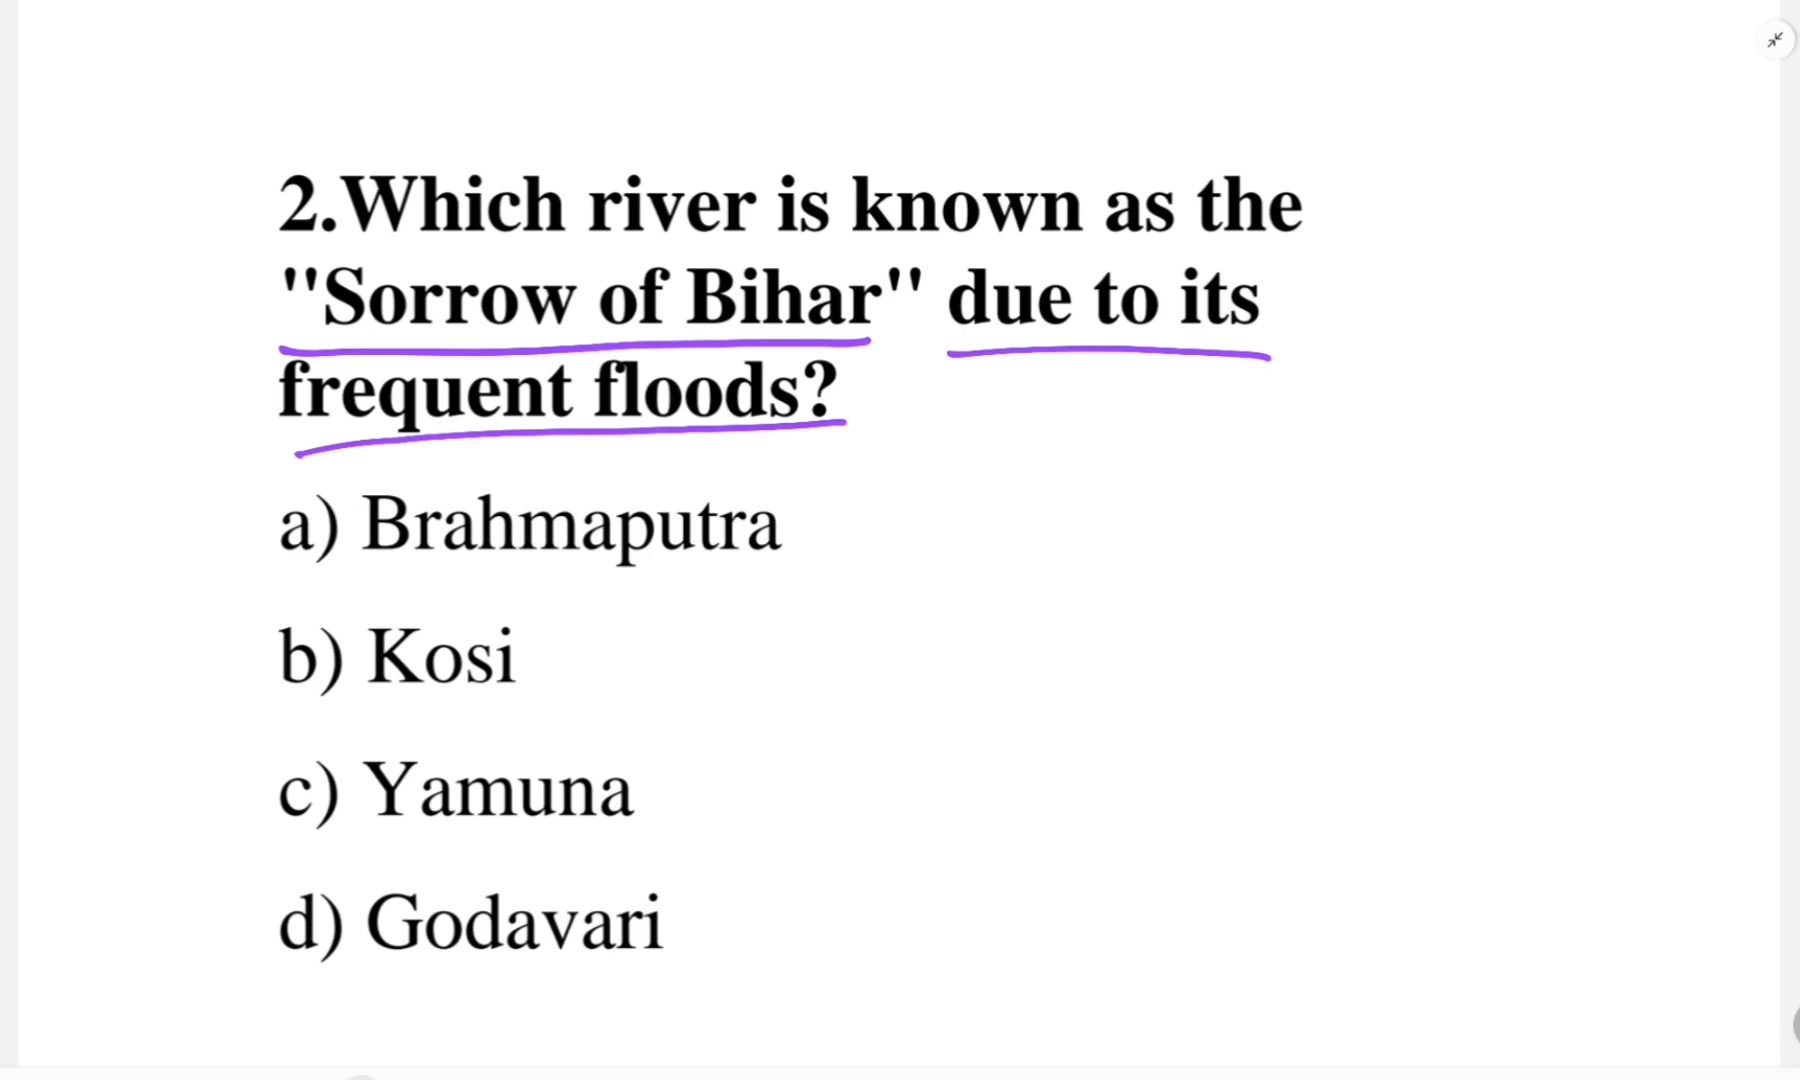 2.Which river is known as the
"Sorrow of Bihar" due to its
frequent floods?
a) Brahmaputra
b) Kosi
c) Yamuna
d) Godavari